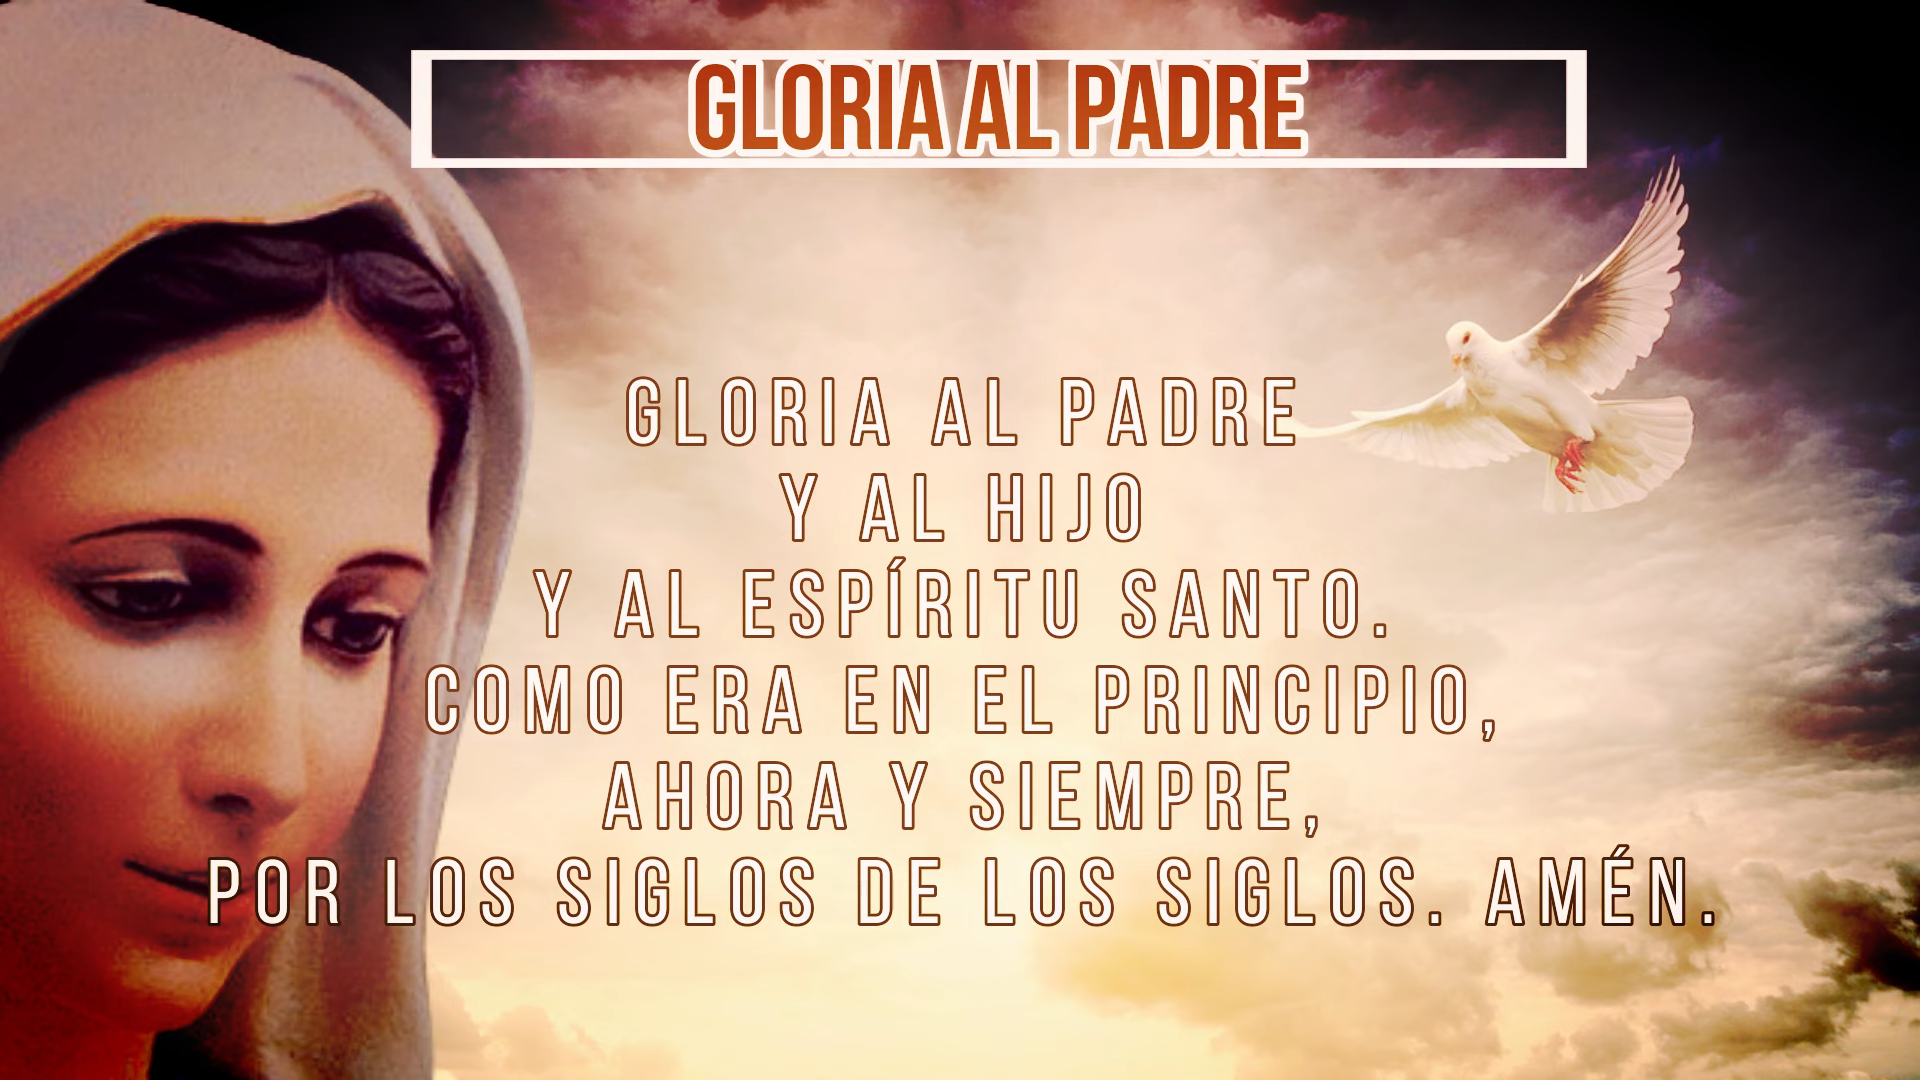 GLORIA AL PADRE
GLORIA AL PADRE
Y AL HIJO
Y AL ESPÍRITU SANTO.
COMO ERA EN EL PRINCIPIO,
AHORA Y SIEMPRE,
POR LOS SIGLOS DE LOS SIGLOS. AMÉN.